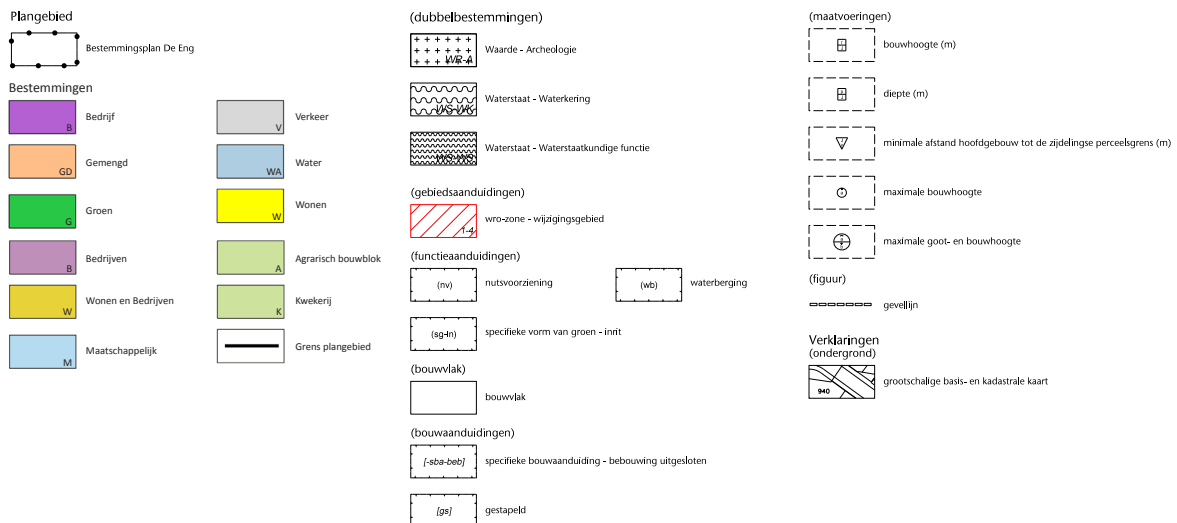 Plangebied
Bestemmingsplan De Eng
Bestemmingen
B Bedrijf
GD Gemengd
G Groen
B Bedrijven
W Wonen en Bedrijven
M Maatschappelijk
V Verkeer
WA Water
W Wonen
A Agrarisch bouwblok
K Kwekerij
Grens plangebied
(dubbelbestemmingen)
WR-A Waarde - Archeologie
WS-WK Waterstaat - Waterkering
Waterstaat - Waterstaatkundige functie
(gebiedsaanduidingen)
1-4 wro-zone - wijzigingsgebied
(functieaanduidingen)
(nv) nutsvoorziening
(wb) waterberging
(sg-in) specifieke vorm van groen - inrit
(bouwvlak)
bouwvlak
(bouwaanduidingen)
[-sba-beb] specifieke bouwaanduiding - bebouwing uitgesloten
[gs] gestapeld
(maatvoeringen)
bouwhoogte (m)
diepte (m)
minimale afstand hoofdgebouw tot de zijdelingse perceelsgrens (m)
maximale bouwhoogte
maximale goot- en bouwhoogte
(figuur)
gevellijn
Verklaringen
(ondergrond)
940 grootschalige basis- en kadastrale kaart